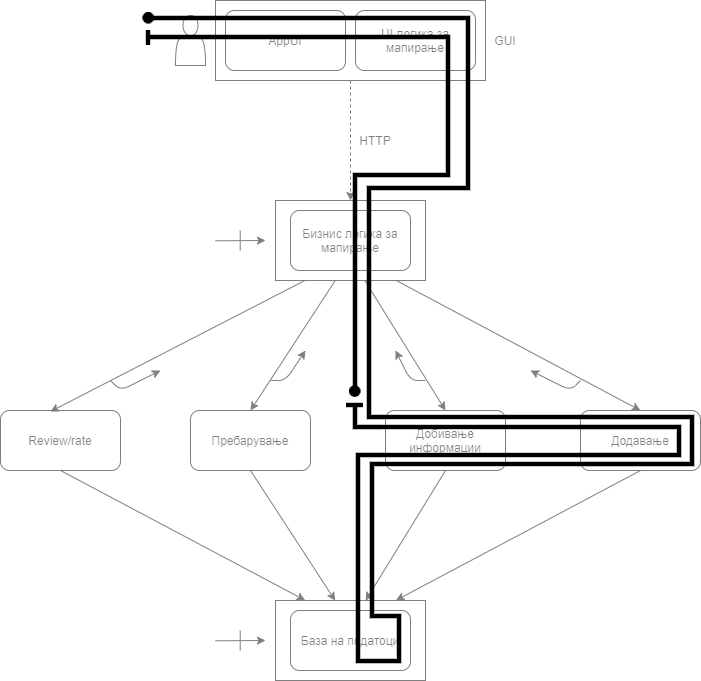 AppUI
UI логика за
мапирање
GUI
HTTP
Бизнис логика за
мапирање
Review/rate
Пребарување
Добивање
информации
Додавање
База на податоци